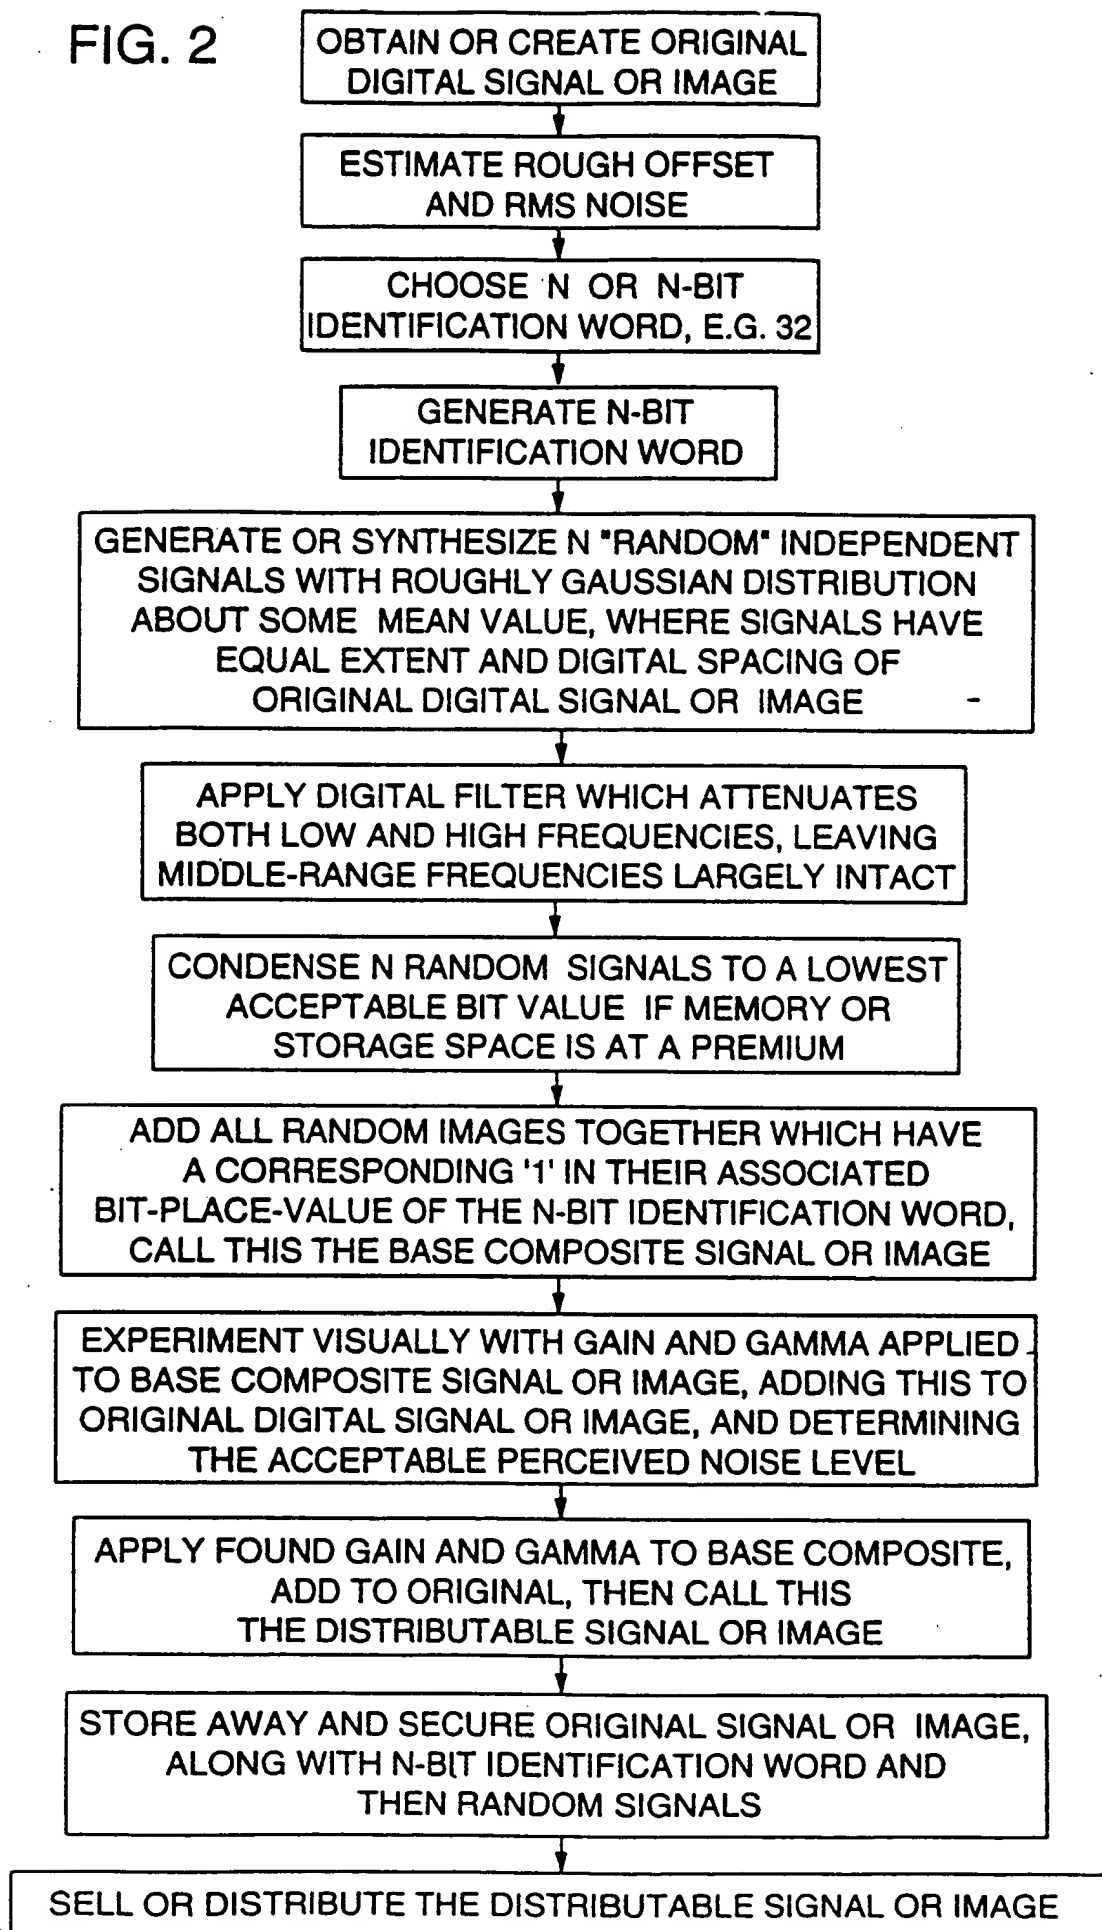 FIG. 2
OBTAIN OR CREATE ORIGINAL
DIGITAL SIGNAL OR IMAGE
ESTIMATE ROUGH OFFSET
AND RMS NOISE
CHOOSE N OR N-BIT
IDENTIFICATION WORD, E.G. 32
GENERATE N-BIT
IDENTIFICATION WORD
GENERATE OR SYNTHESIZE N "RANDOM" INDEPENDENT
SIGNALS WITH ROUGHLY GAUSSIAN DISTRIBUTION
ABOUT SOME MEAN VALUE, WHERE SIGNALS HAVE
EQUAL EXTENT AND DIGITAL SPACING OF
ORIGINAL DIGITAL SIGNAL OR IMAGE
APPLY DIGITAL FILTER WHICH ATTENUATES
BOTH LOW AND HIGH FREQUENCIES, LEAVING
MIDDLE-RANGE FREQUENCIES LARGELY INTACT
CONDENSE N RANDOM SIGNALS TO A LOWEST
ACCEPTABLE BIT VALUE IF MEMORY OR
STORAGE SPACE IS AT A PREMIUM
ADD ALL RANDOM IMAGES TOGETHER WHICH HAVE
A CORRESPONDING '1' IN THEIR ASSOCIATED
BIT-PLACE-VALUE OF THE N-BIT IDENTIFICATION WORD,
CALL THIS THE BASE COMPOSITE SIGNAL OR IMAGE
EXPERIMENT VISUALLY WITH GAIN AND GAMMA APPLIED
TO BASE COMPOSITE SIGNAL OR IMAGE, ADDING THIS TO
ORIGINAL DIGITAL SIGNAL OR IMAGE, AND DETERMINING
THE ACCEPTABLE PERCEIVED NOISE LEVEL
APPLY FOUND GAIN AND GAMMA TO BASE COMPOSITE,
ADD TO ORIGINAL, THEN CALL THIS
THE DISTRIBUTABLE SIGNAL OR IMAGE
STORE AWAY AND SECURE ORIGINAL SIGNAL OR IMAGE,
ALONG WITH N-BIT IDENTIFICATION WORD AND
THEN RANDOM SIGNALS
SELL OR DISTRIBUTE THE DISTRIBUTABLE SIGNAL OR IMAGE